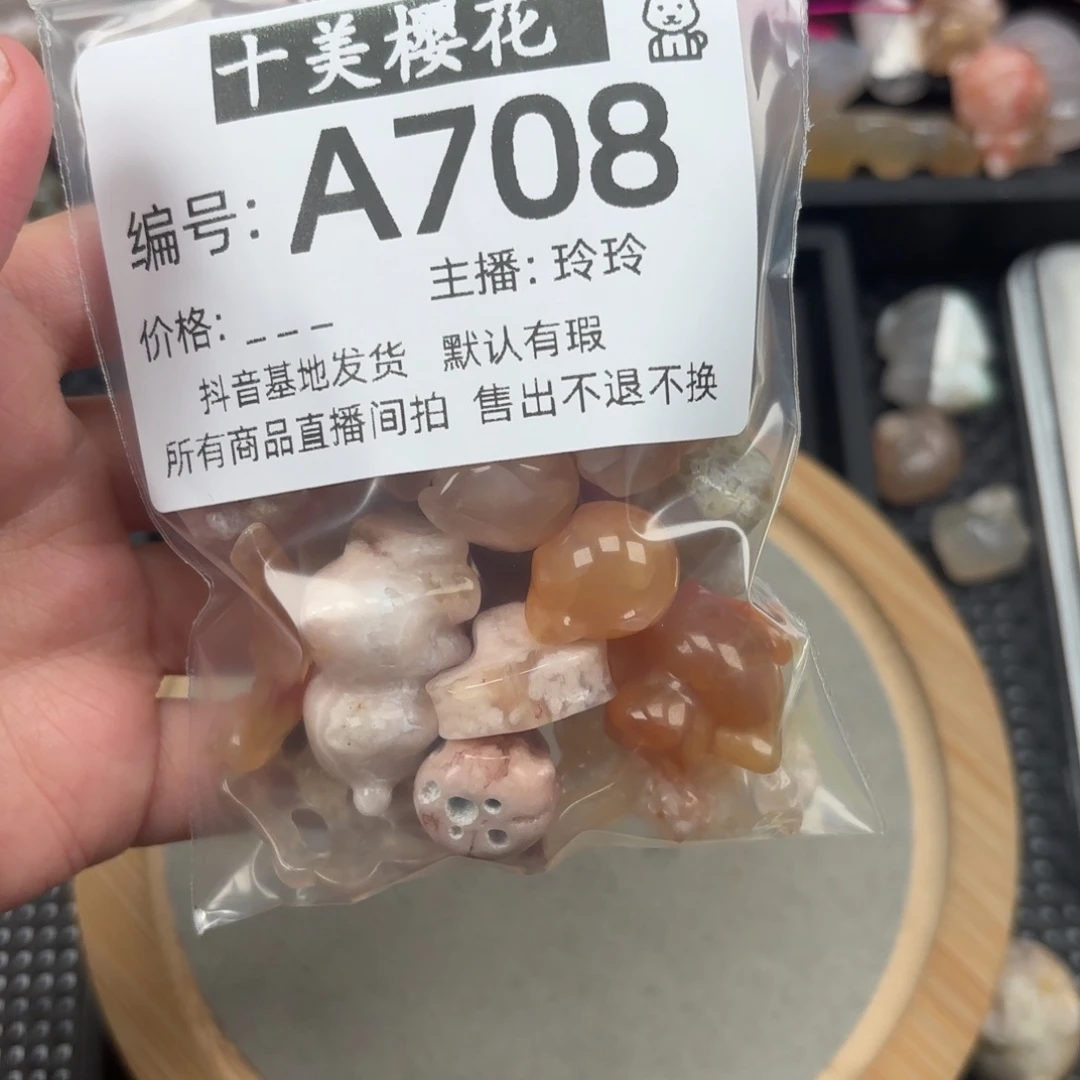 十美樱花
编号: A708
主播: 玲玲
价格: _ _ _
抖音基地发货 默认有瑕
所有商品直播间拍 售出不退不换